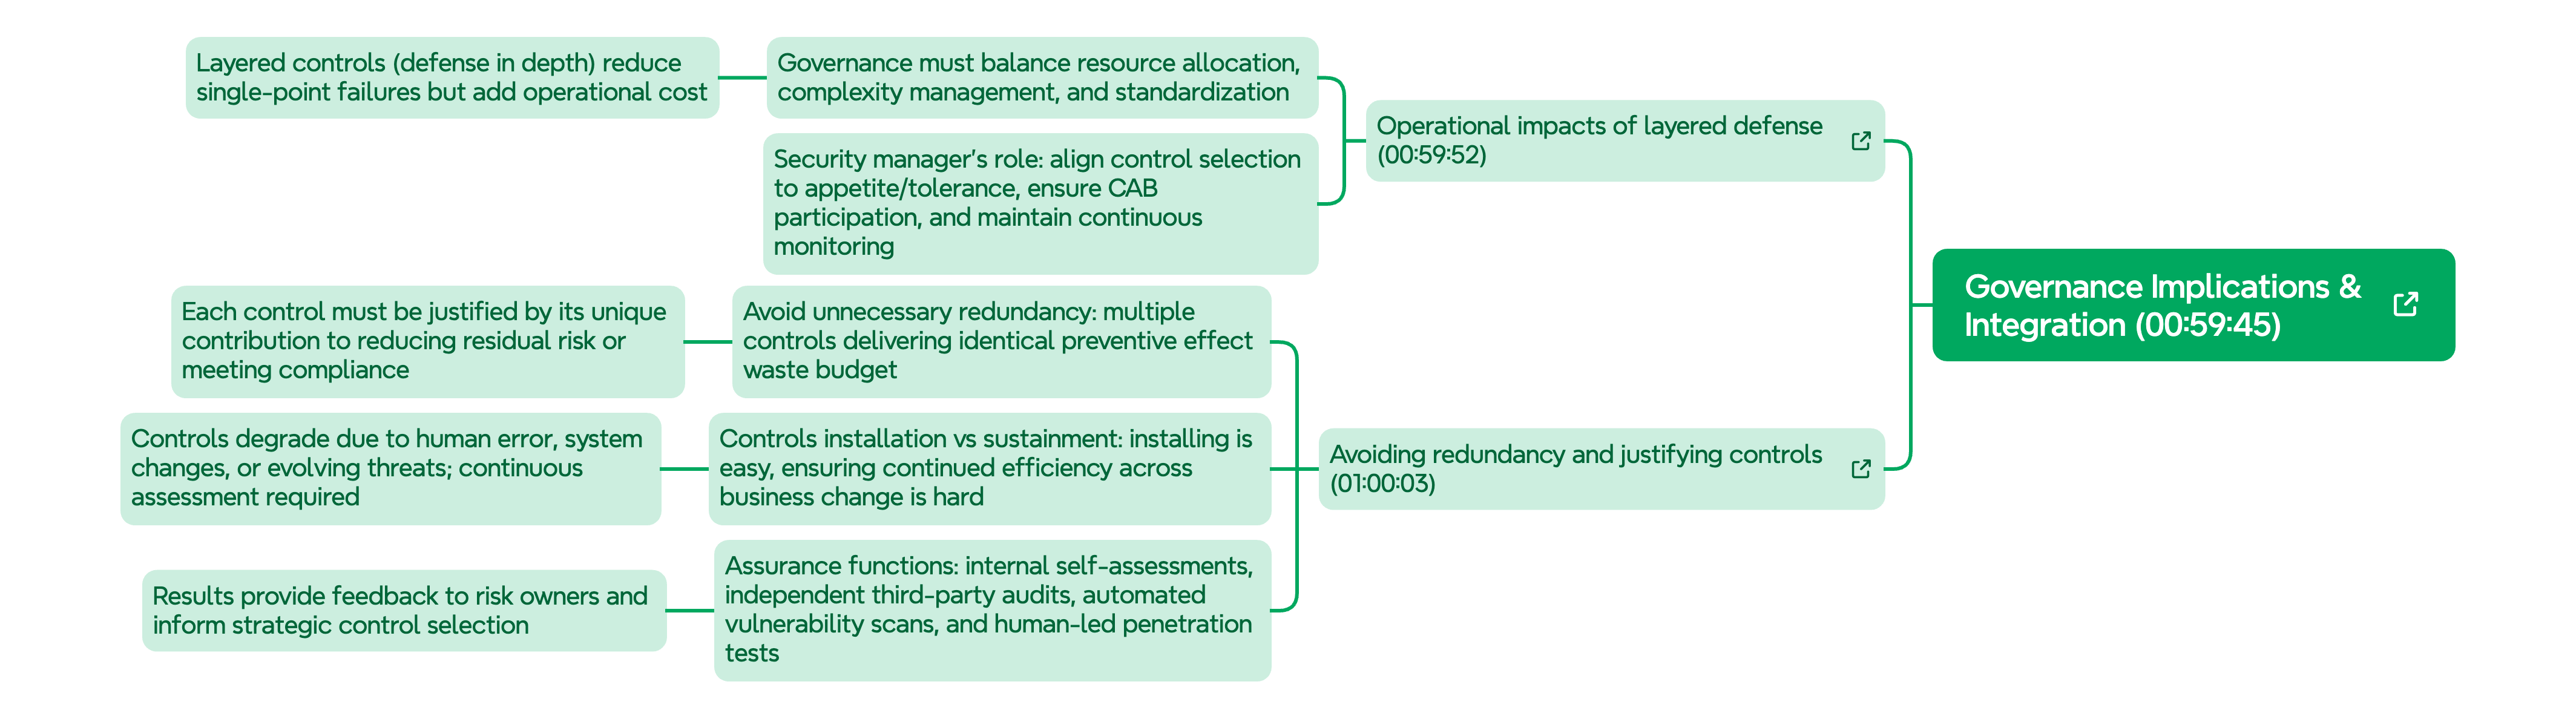 Governance Implications &
Integration (00:59:45)
Operational impacts of layered defense
(00:59:52)
Governance must balance resource allocation,
complexity management, and standardization
Layered controls (defense in depth) reduce
single-point failures but add operational cost
Security manager's role: align control selection
to appetite/tolerance, ensure CAB
participation, and maintain continuous
monitoring
Avoiding redundancy and justifying controls
(01:00:03)
Avoid unnecessary redundancy: multiple
controls delivering identical preventive effect
waste budget
Each control must be justified by its unique
contribution to reducing residual risk or
meeting compliance
Controls installation vs sustainment: installing is
easy, ensuring continued efficiency across
business change is hard
Controls degrade due to human error, system
changes, or evolving threats; continuous
assessment required
Assurance functions: internal self-assessments,
independent third-party audits, automated
vulnerability scans, and human-led penetration
tests
Results provide feedback to risk owners and
inform strategic control selection